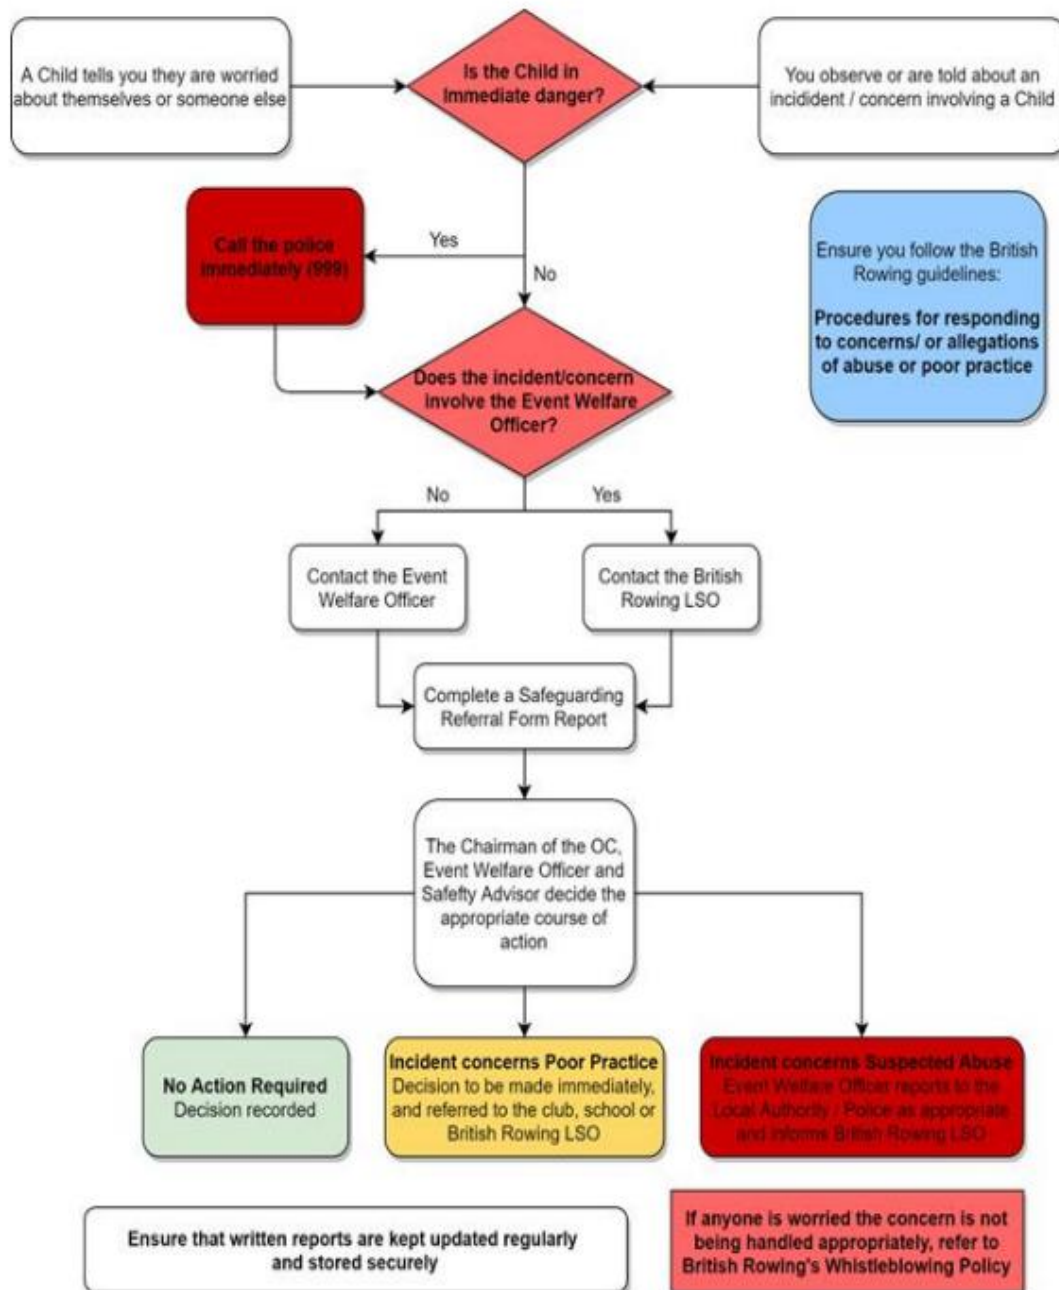 A Child tells you they are worried
about themselves or someone else
Is the Child in
Immediate danger?
You observe or are told about an
incidident / concern involving a Child
Call the police
immediately (999)
Yes
No
Ensure you follow the British
Rowing guidelines:
Procedures for responding
to concerns/ or allegations
of abuse or poor practice
Does the incident/concern
involve the Event Welfare
Officer?
No
Yes
Contact the Event
Welfare Officer
Contact the British
Rowing LSO
Complete a Safeguarding
Referral Form Report
The Chairman of the OC,
Event Welfare Officer and
Safefty Advisor decide the
appropriate course of
action
No Action Required
Decision recorded
Incident concerns Poor Practice
Decision to be made immediately,
and referred to the club, school or
British Rowing LSO
Incident concerns Suspected Abuse
Event Welfare Officer reports to the
Local Authority / Police as appropriate
and informs British Rowing LSO
Ensure that written reports are kept updated regularly
and stored securely
If anyone is worried the concern is not
being handled appropriately, refer to
British Rowing's Whistleblowing Policy